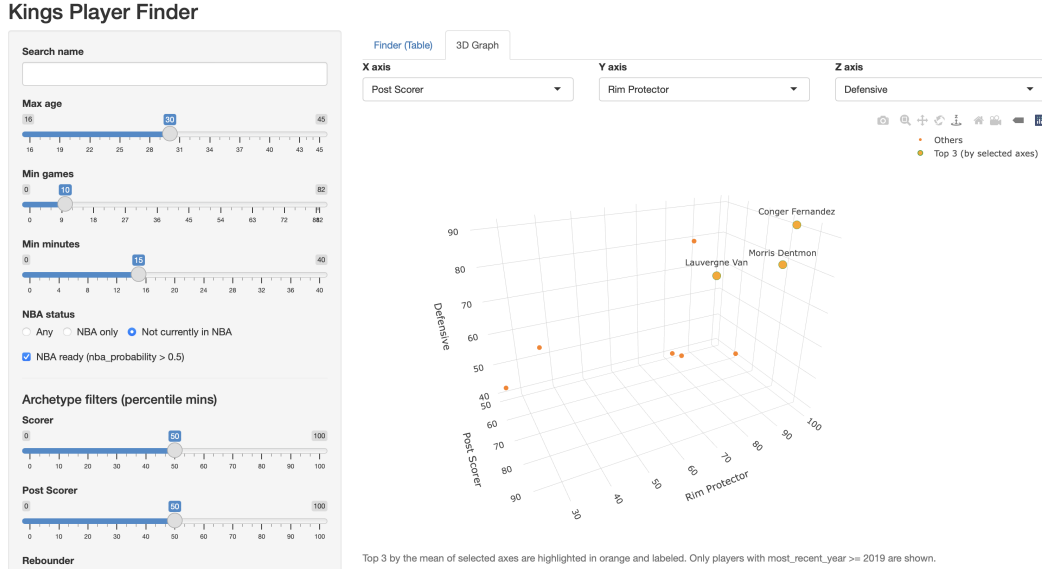 Kings Player Finder
Search name
Max age
16 30 45
16 19 22 25 28 31 34 37 40 43 45
Min games
0 10 82
0 9 18 27 36 45 54 63 72 82
Min minutes
0 15 40
0 4 8 12 16 20 24 28 32 36 40
NBA status
Any NBA only Not currently in NBA
NBA ready (nba_probability > 0.5)
Archetype filters (percentile mins)
Scorer
0 50 100
0 10 20 30 40 50 60 70 80 90 100
Post Scorer
0 50 100
0 10 20 30 40 50 60 70 80 90 100
Rebounder
Finder (Table) 3D Graph
X axis Y axis Z axis
Post Scorer Rim Protector Defensive
Others
Top 3 (by selected axes)
Conger Fernandez
Morris Dentmon
Lauvergne Van
90
80
70
60
50
40
Defensive
50
60
70
80
90
Post Scorer
30
40
50
60
70
80
90
100
Rim Protector
Top 3 by the mean of selected axes are highlighted in orange and labeled. Only players with most_recent_year >= 2019 are shown.